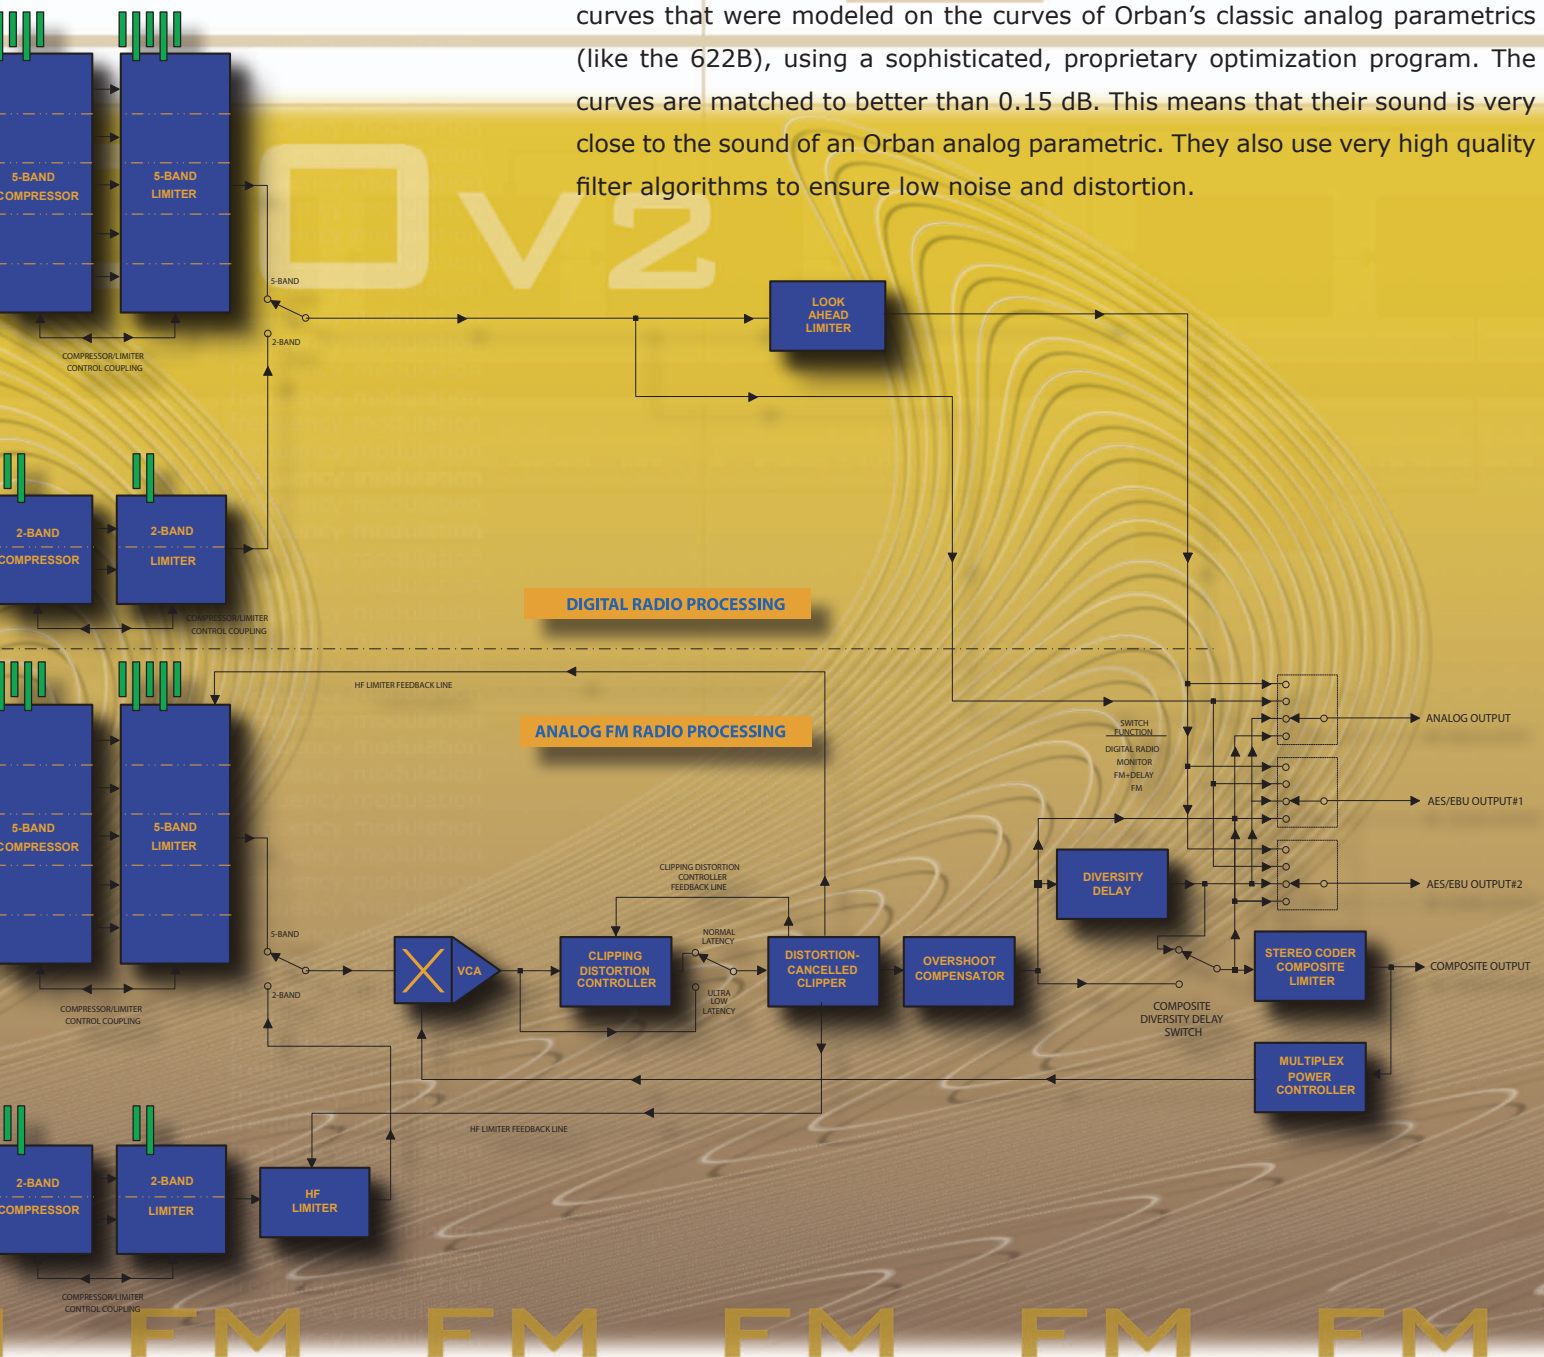 curves that were modeled on the curves of Orban’s classic analog parametrics
(like the 622B), using a sophisticated, proprietary optimization program. The
curves are matched to better than 0.15 dB. This means that their sound is very
close to the sound of an Orban analog parametric. They also use very high quality
filter algorithms to ensure low noise and distortion.
V2
5-BAND
COMPRESSOR
5-BAND
LIMITER
5-BAND
2-BAND
LOOK
AHEAD
LIMITER
COMPRESSOR/LIMITER
CONTROL COUPLING
2-BAND
COMPRESSOR
2-BAND
LIMITER
COMPRESSOR/LIMITER
CONTROL COUPLING
DIGITAL RADIO PROCESSING
HF LIMITER FEEDBACK LINE
ANALOG FM RADIO PROCESSING
SWITCH
FUNCTION
DIGITAL RADIO
MONITOR
FM+DELAY
FM
ANALOG OUTPUT
AES/EBU OUTPUT#1
AES/EBU OUTPUT#2
5-BAND
COMPRESSOR
5-BAND
LIMITER
CLIPPING DISTORTION
CONTROLLER
FEEDBACK LINE
DIVERSITY
DELAY
5-BAND
2-BAND
VCA
CLIPPING
DISTORTION
CONTROLLER
NORMAL
LATENCY
ULTRA
LOW
LATENCY
DISTORTION-
CANCELLED
CLIPPER
OVERSHOOT
COMPENSATOR
STEREO CODER
COMPOSITE
LIMITER
COMPOSITE OUTPUT
COMPOSITE
DIVERSITY DELAY
SWITCH
COMPRESSOR/LIMITER
CONTROL COUPLING
MULTIPLEX
POWER
CONTROLLER
HF LIMITER FEEDBACK LINE
2-BAND
COMPRESSOR
2-BAND
LIMITER
HF
LIMITER
COMPRESSOR/LIMITER
CONTROL COUPLING
FM FM FM FM FM